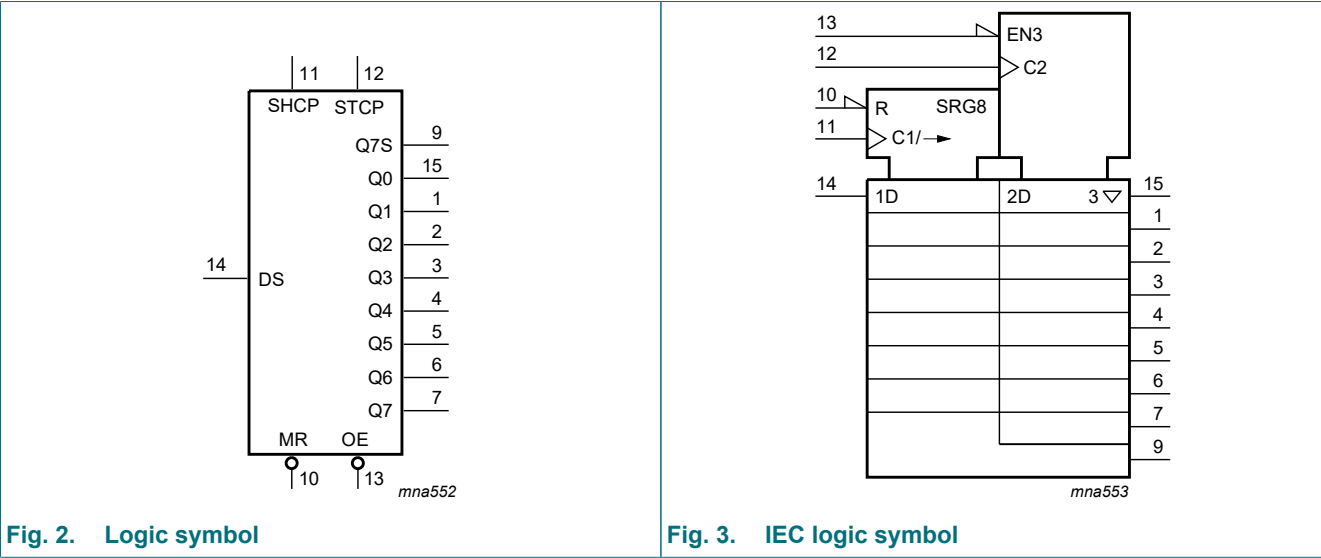 11 12
SHCP STCP
Q7S 9
Q0 15
Q1 1
Q2 2
14 DS Q3 3
Q4 4
Q5 5
Q6 6
Q7 7
MR OE
10 13
mna552
Fig. 2. Logic symbol
13 EN3
12 C2
10 R SRG8
11 C1/
14 1D 2D 3 15
1
2
3
4
5
6
7
9
mna553
Fig. 3. IEC logic symbol